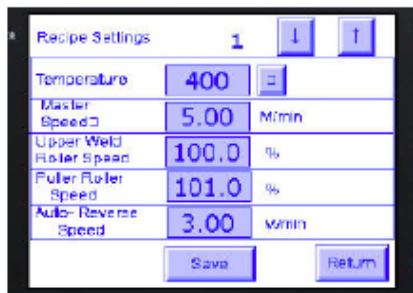 Recipe Settings 1 ↓ ↑
Temperature 400 □
Master
Speed□ 5.00 M/min
Upper Weld
Roller Speed 100.0 %
Puller Roller
Speed 101.0 %
Auto-Reverse
Speed 3.00 M/min
Save Return